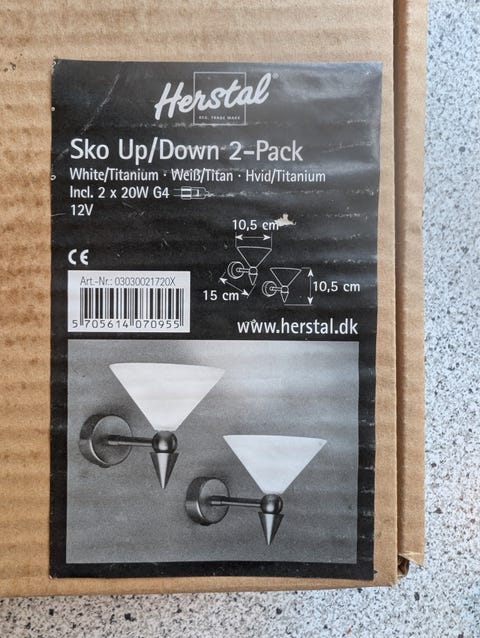 Herstal®
REG. TRADE MARK
Sko Up/Down 2-Pack
White/Titanium · Weiß/Titan · Hvid/Titanium
Incl. 2 x 20W G4
12V
10,5 cm
CE
Art.-Nr.: 03030021720X
15 cm
10,5 cm
5 705614 070955
www.herstal.dk